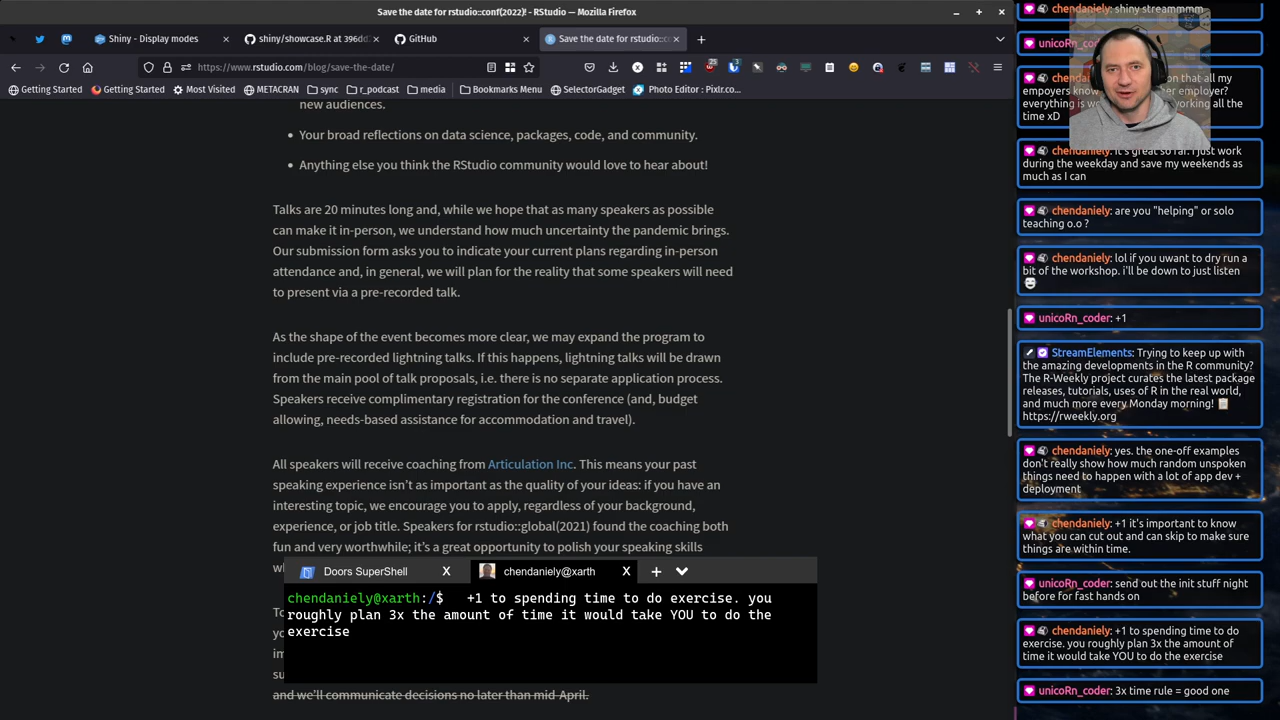 Save the date for rstudio::conf(2022)! - RStudio — Mozilla Firefox
Shiny - Display modes
shiny/showcase.R at 396d
GitHub
Save the date for rstudio::c
https://www.rstudio.com/b
Getting Started
Getting Started
Most Visited
METACRAN
Menu
SelectorGadget
Photo Editor : Pixlr.co...
new audiences.
Your broad reflections on data science, packages, code, and community.
Anything else you think the RStudio community would love to hear about!
Talks are 20 minutes long and, while we hope that as many speakers as possible
can make it in person, we understand how much uncertainty the pandemic brings.
Our submission form asks you to indicate your current plans regarding in-person
attendance and, in general, we will plan for the reality that some speakers will need
to present via a pre-recorded talk.
As the shape of the event becomes more clear, we may expand the program to
include pre-recorded lightning talks. If this happens, lightning talks will be drawn
from the main pool of talk proposals, i.e. there is no separate application process.
Speakers receive complimentary registration for the conference (and, budget
allowing, needs-based assistance for accommodation and travel).
All speakers will receive coaching from Articulation Inc. This means your past
speaking experience isn't as important as the quality of your ideas: if you have an
experience, or job title. Speakers for rstudio::global(2021) found the coaching both
fun and very worthwhile; it's a great opportunity to polish your speaking skills
chendaniely@xarth
chendaniely@xarth:/$ +1 to spending time to do exercise. you
roughly plan 3x the amount of time it would take YOU to do the
exercise
and we'll communicate decisions no later than mid-April.
chendaniely: shiny streammmm
unicoRn_coder:
on that all my
empoyers know
er employer?
everything is
working all the
time xD
chendaniely: it's great so far. I just work
during the weekday and save my weekends as
much as I can
chendaniely: are you "helping" or solo
teaching o.o ?
chendaniely: lol if you uwant to dry run a
bit of the workshop. i'll be down to just listen
unicoRn_coder: +1
StreamElements: Trying to keep up with
the amazing developments in the R community?
The R-Weekly project curates the latest package
releases, tutorials, uses of R in the real world,
and much more every Monday morning!
https://rweekly.org
chendaniely: yes. the one-off examples
don't really show how much random unspoken
things need to happen with a lot of app dev +
deployment
chendaniely: +1 it's important to know
what you can cut out and can skip to make sure
things are within time.
unicoRn_coder: send out the init stuff night
before for fast hands on
chendaniely: +1 to spending time to do
exercise. you roughly plan 3x the amount of
time it would take YOU to do the exercise
unicoRn_coder: 3x time rule = good one